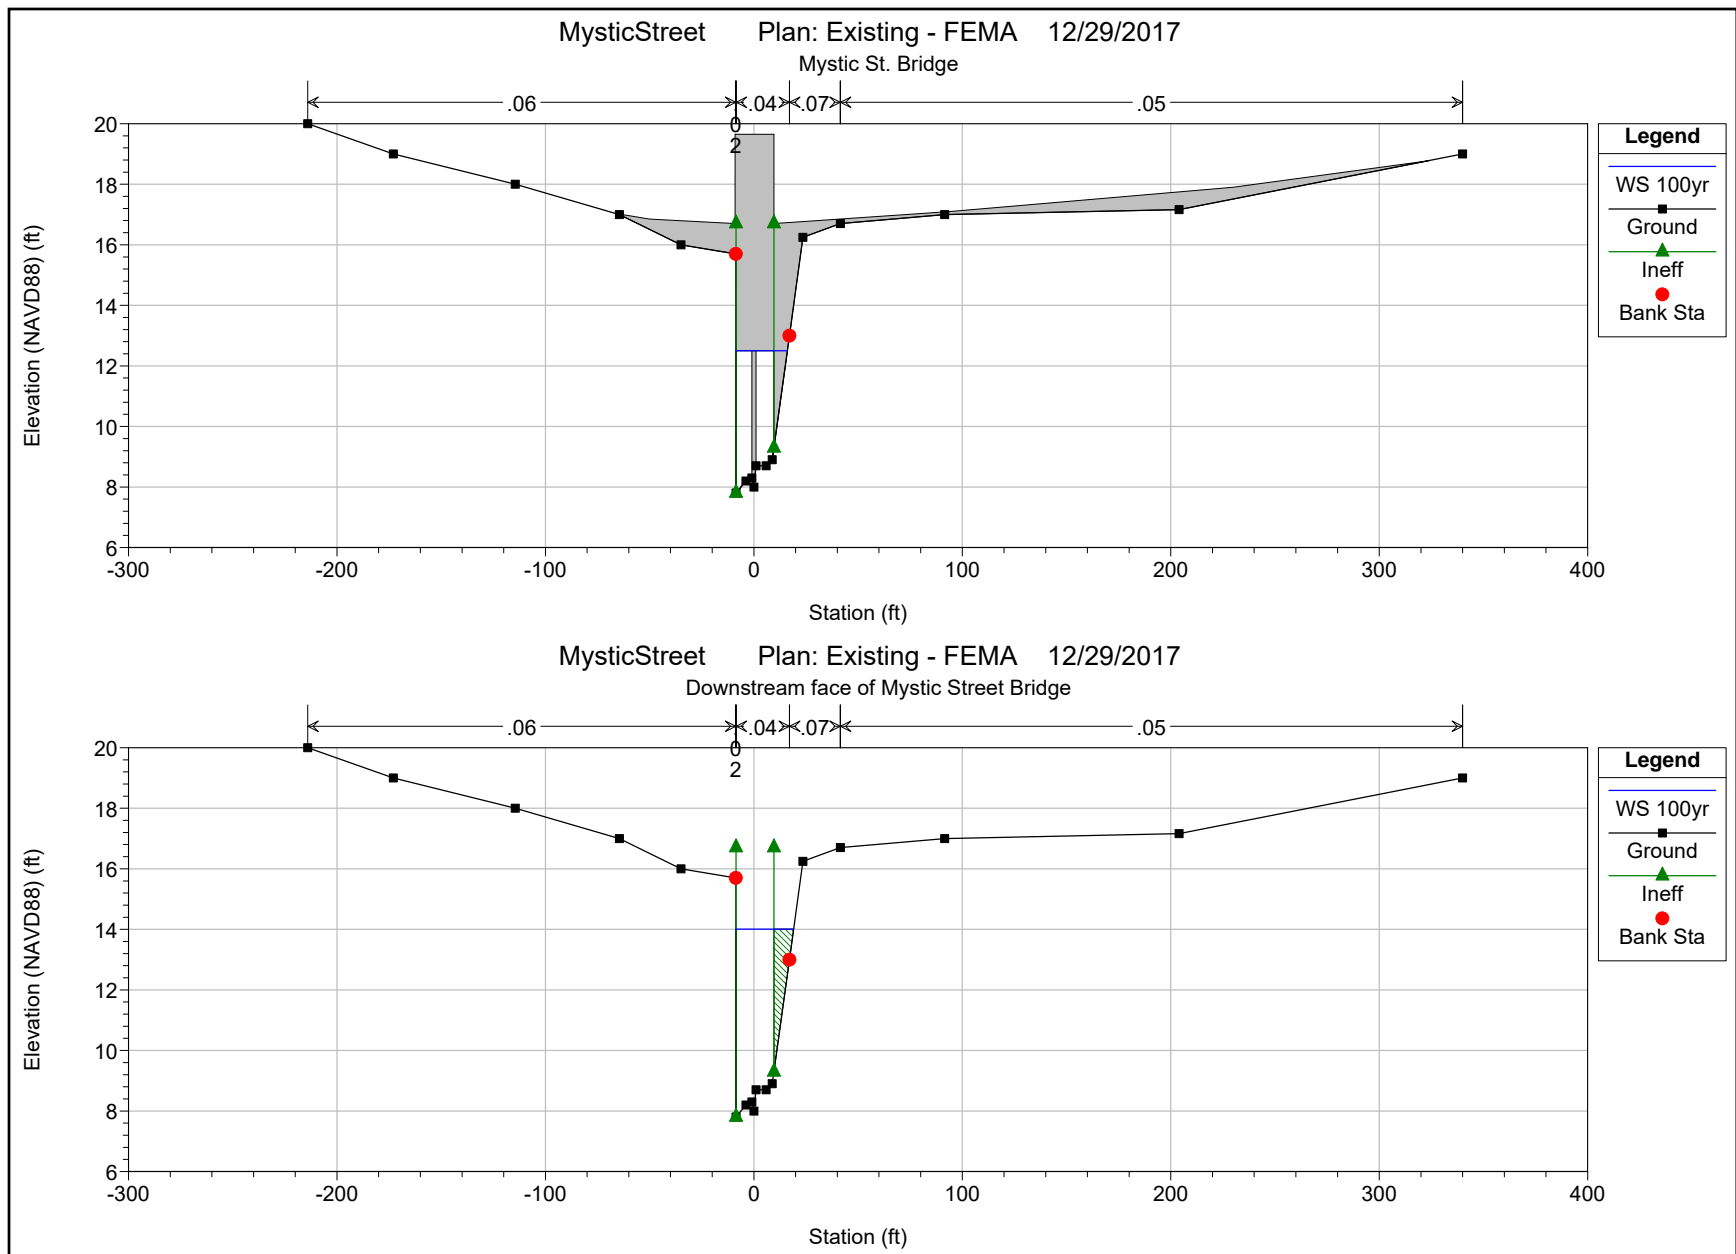 MysticStreet Plan: Existing - FEMA 12/29/2017
Mystic St. Bridge
.06 .04 .07 .05
0
2
20
18
16
14
12
10
8
6
Elevation (NAVD88) (ft)
-300 -200 -100 0 100 200 300 400
Station (ft)
Legend
WS 100yr
Ground
Ineff
Bank Sta
MysticStreet Plan: Existing - FEMA 12/29/2017
Downstream face of Mystic Street Bridge
.06 .04 .07 .05
0
2
20
18
16
14
12
10
8
6
Elevation (NAVD88) (ft)
-300 -200 -100 0 100 200 300 400
Station (ft)
Legend
WS 100yr
Ground
Ineff
Bank Sta